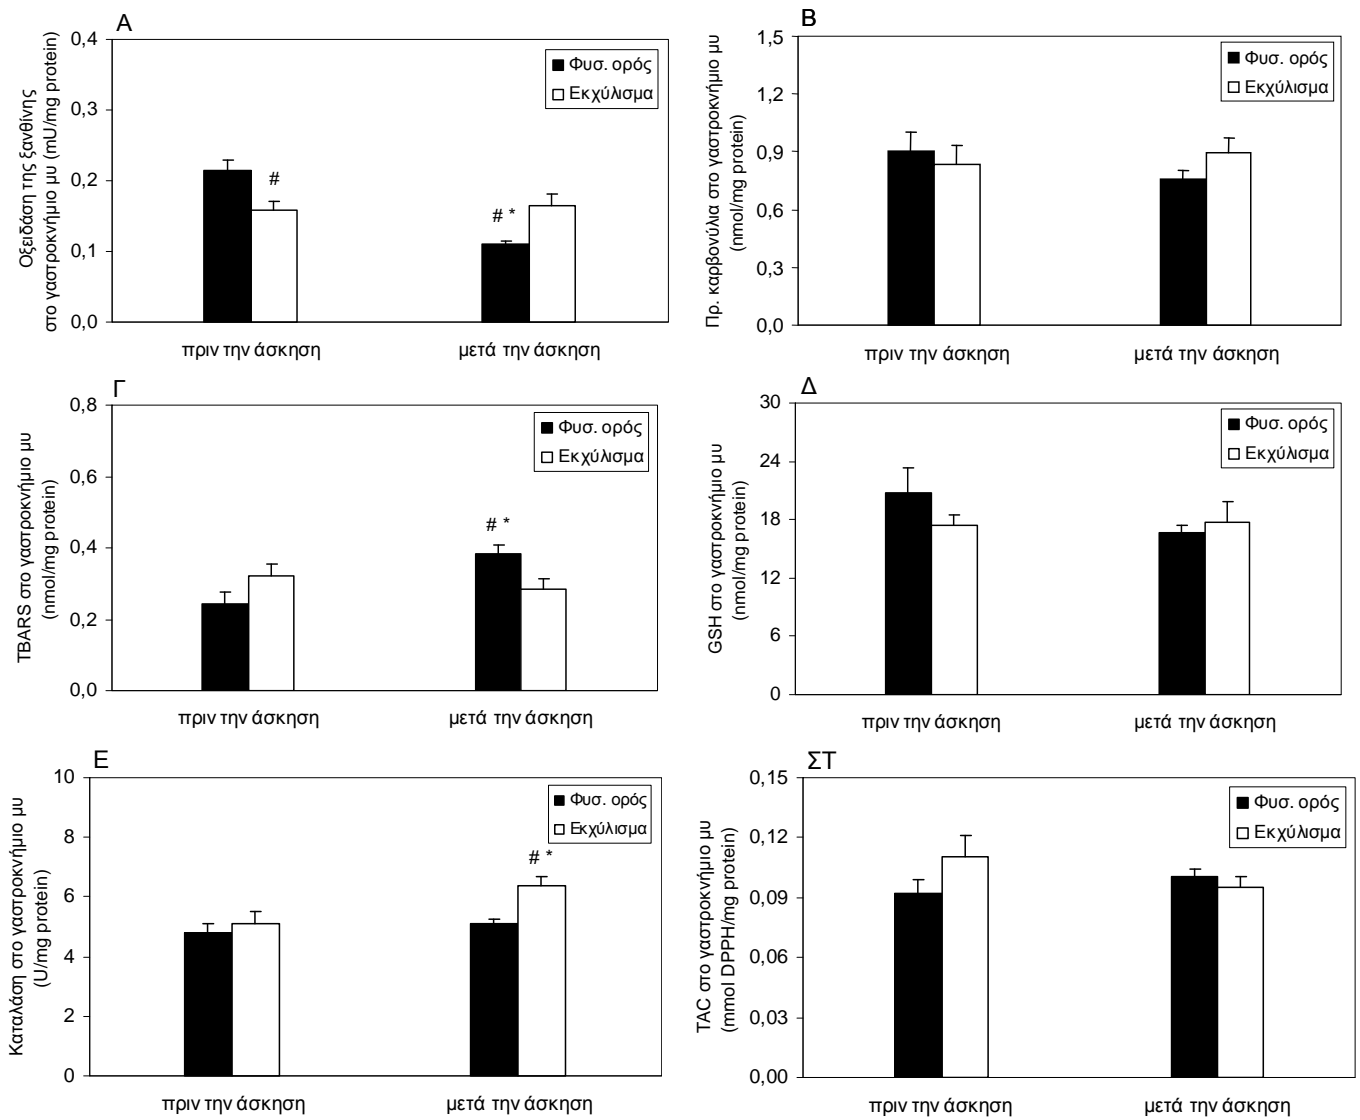 Α
Οξειδάση της ξανθίνης
στο γαστροκνήμιο μυ (mU/mg protein)
0,4
0,3
0,2
0,1
0,0
Φυσ. ορός
Εκχύλισμα
#
# *
πριν την άσκηση
μετά την άσκηση
Β
Πρ. καρβονύλια στο γαστροκνήμιο μυ
(nmol/mg protein)
1,5
1,2
0,9
0,6
0,3
0,0
Φυσ. ορός
Εκχύλισμα
πριν την άσκηση
μετά την άσκηση
Γ
TBARS στο γαστροκνήμιο μυ
(nmol/mg protein)
0,8
0,6
0,4
0,2
0,0
Φυσ. ορός
Εκχύλισμα
# *
πριν την άσκηση
μετά την άσκηση
Δ
GSH στο γαστροκνήμιο μυ
(nmol/mg protein)
30
24
18
12
6
0
Φυσ. ορός
Εκχύλισμα
πριν την άσκηση
μετά την άσκηση
Ε
Καταλάση στο γαστροκνήμιο μυ
(U/mg protein)
10
8
6
4
2
0
Φυσ. ορός
Εκχύλισμα
# *
πριν την άσκηση
μετά την άσκηση
ΣΤ
TAC στο γαστροκνήμιο μυ
(mmol DPPH/mg protein)
0,15
0,12
0,09
0,06
0,03
0,00
Φυσ. ορός
Εκχύλισμα
πριν την άσκηση
μετά την άσκηση